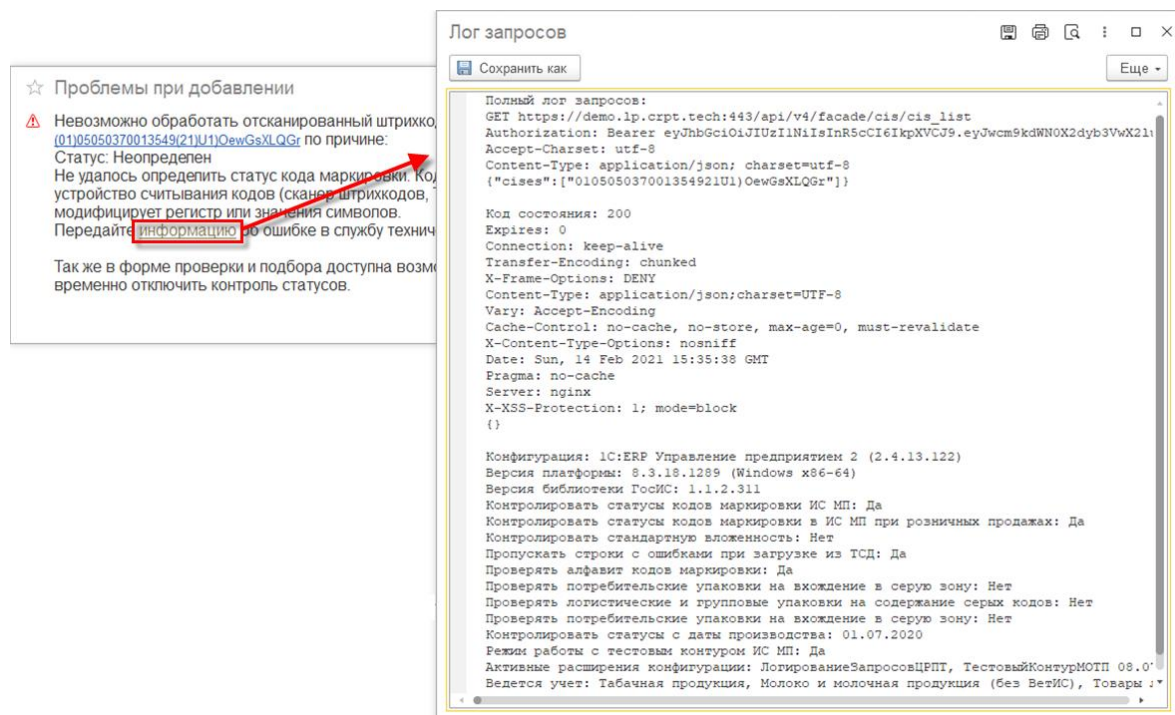 Проблемы при добавлении
Невозможно обработать отсканированный штрихко
(01)05050370013549(21)U1)OewGsXLQGr по причине:
Статус: Неопределен
Не удалось определить статус кода маркировки. Код
устройство считывания кодов (сканер штрихкодов,
модифицирует регистр или значения символов.
Передайте информацию об ошибке в службу технич
Так же в форме проверки и подбора доступна возмо
временно отключить контроль статусов.
Лог запросов
Сохранить как
Еще
Полный лог запросов:
GET https://demo.lp.crpt.tech:443/api/v4/facade/cis/cis_list
Authorization: Bearer
Accept-Charset: utf-8
Content-Type: application/json; charset=utf-8
{"cises":["010505037001354921U1)OewGsXLQGr"]}
Код состояния: 200
Expires: 0
Connection: keep-alive
Transfer-Encoding: chunked
X-Frame-Options: DENY
Content-Type: application/json;charset=UTF-8
Vary: Accept-Encoding
Cache-Control: no-cache, no-store, max-age=0, must-revalidate
X-Content-Type-Options: nosniff
Date: Sun, 14 Feb 2021 15:35:38 GMT
Pragma: no-cache
Server: nginx
X-XSS-Protection: 1; mode=block
{}
Конфигурация: 1С:ERP Управление предприятием 2 (2.4.13.122)
Версия платформы: 8.3.18.1289 (Windows x86-64)
Версия библиотеки ГосИС: 1.1.2.311
Контролировать статусы кодов маркировки ИС МП: Да
Контролировать статусы кодов маркировки в ИС МП при розничных продажах: Да
Контролировать стандартную вложенность: Нет
Пропускать строки с ошибками при загрузке из ТСД: Да
Проверять алфавит кодов маркировки: Да
Проверять потребительские упаковки на вхождение в серую зону: Нет
Проверять логистические и групповые упаковки на содержание серых кодов: Нет
Проверять потребительские упаковки на вхождение в серую зону: Нет
Контролировать статусы с даты производства: 01.07.2020
Режим работы с тестовым контуром ИС МП: Да
Активные расширения конфигурации: ЛогированиеЗапросовЦРПТ, ТестовыйКонтурМОТП 08.0
Ведется учет: Табачная продукция, Молоко и молочная продукция (без ВетИС), Товары